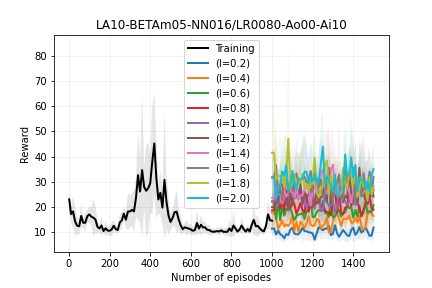 LA10-BETAm05-NN016/LR0080-Ao00-Ai10
Reward
80
70
60
50
40
30
20
10
Training
(l=0.2)
(l=0.4)
(l=0.6)
(l=0.8)
(l=1.0)
(l=1.2)
(l=1.4)
(l=1.6)
(l=1.8)
(l=2.0)
0 200 400 600 800 1000 1200 1400
Number of episodes